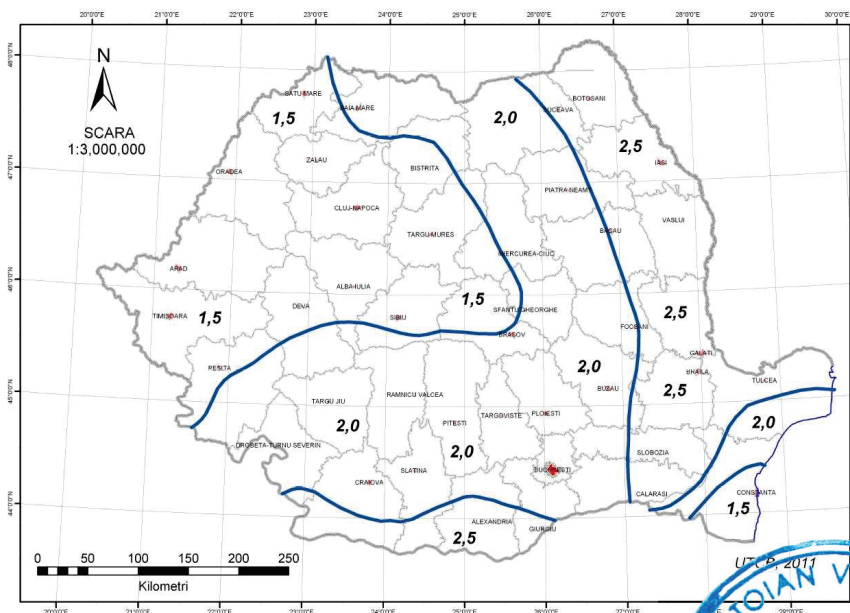 20°0'0"E 21°0'0"E 22°0'0"E 23°0'0"E 24°0'0"E 25°0'0"E 26°0'0"E 27°0'0"E 28°0'0"E 29°0'0"E 30°0'0"E
48°0'0"N
N
SCARA
1:3,000,000
SATU MARE
BAIA MARE
1,5
2,0
SUCEAVA
BOTOSANI
2,5
IASI
47°0'0"N
ORADEA
ZALAU
BISTRITA
PIATRA NEAMT
CLUJ-NAPOCA
VASLUI
TARGU MURES
BACAU
MIERCUREA-CIUC
46°0'0"N
ARAD
ALBA-IULIA
DEVA
1,5
SFANTU GHEORGHE
2,5
TIMISOARA
1,5
SIBIU
FOCSANI
BRASOV
GALATI
RESITA
2,0
BRAILA
TULCEA
45°0'0"N
BUZAU
2,5
TARGU JIU
RAMNICU VALCEA
TARGOVISTE
PLOIESTI
2,0
2,0
PITESTI
DROBETA-TURNU SEVERIN
2,0
SLOBOZIA
SLATINA
BUCURESTI
CRAIOVA
CALARASI
CONSTANTA
44°0'0"N
1,5
ALEXANDRIA
GIURGIU
2,5
0 50 100 150 200 250
Kilometri
UTCB, 2011
TOIAN V
20°0'0"E 21°0'0"E 22°0'0"E 23°0'0"E 24°0'0"E 25°0'0"E 26°0'0"E 27°0'0"E 29°0'0"E